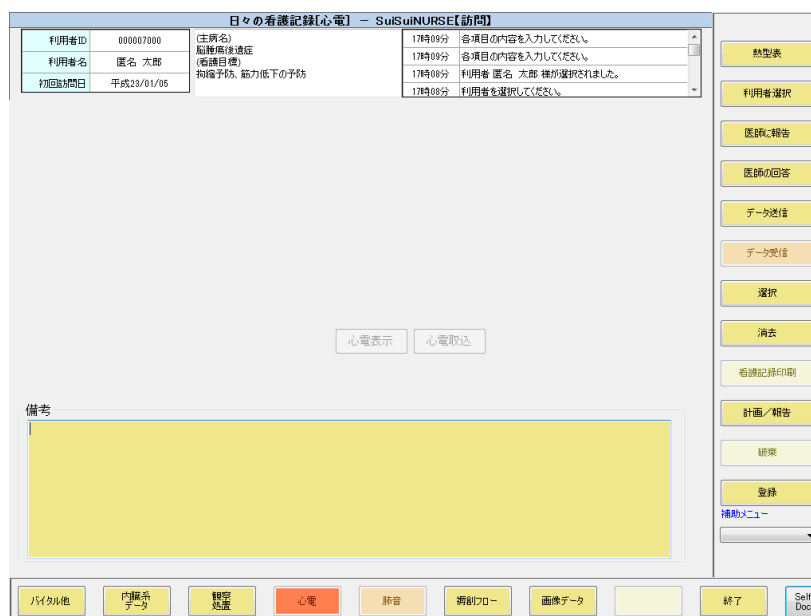 日々の看護記録[心電] － SuiSuiNURSE【訪問】
利用者ID 000007000
利用者名 匿名 太郎
初回訪問日 平成23/01/05
(主病名)
脳腫瘍後遺症
(看護目標)
拘縮予防、筋力低下の予防
17時09分 各項目の内容を入力してください。
17時09分 各項目の内容を入力してください。
17時08分 利用者 匿名 太郎 様が選択されました。
17時08分 利用者を選択してください。
熱型表
利用者選択
医師に報告
医師の回答
データ送信
データ受信
選択
消去
看護記録印刷
計画／報告
破棄
登録
補助メニュー
心電表示 心電取込
備考
バイタル他
内臓系
データ
観察
処置
心電
肺音
褥創フロー
画像データ
終了